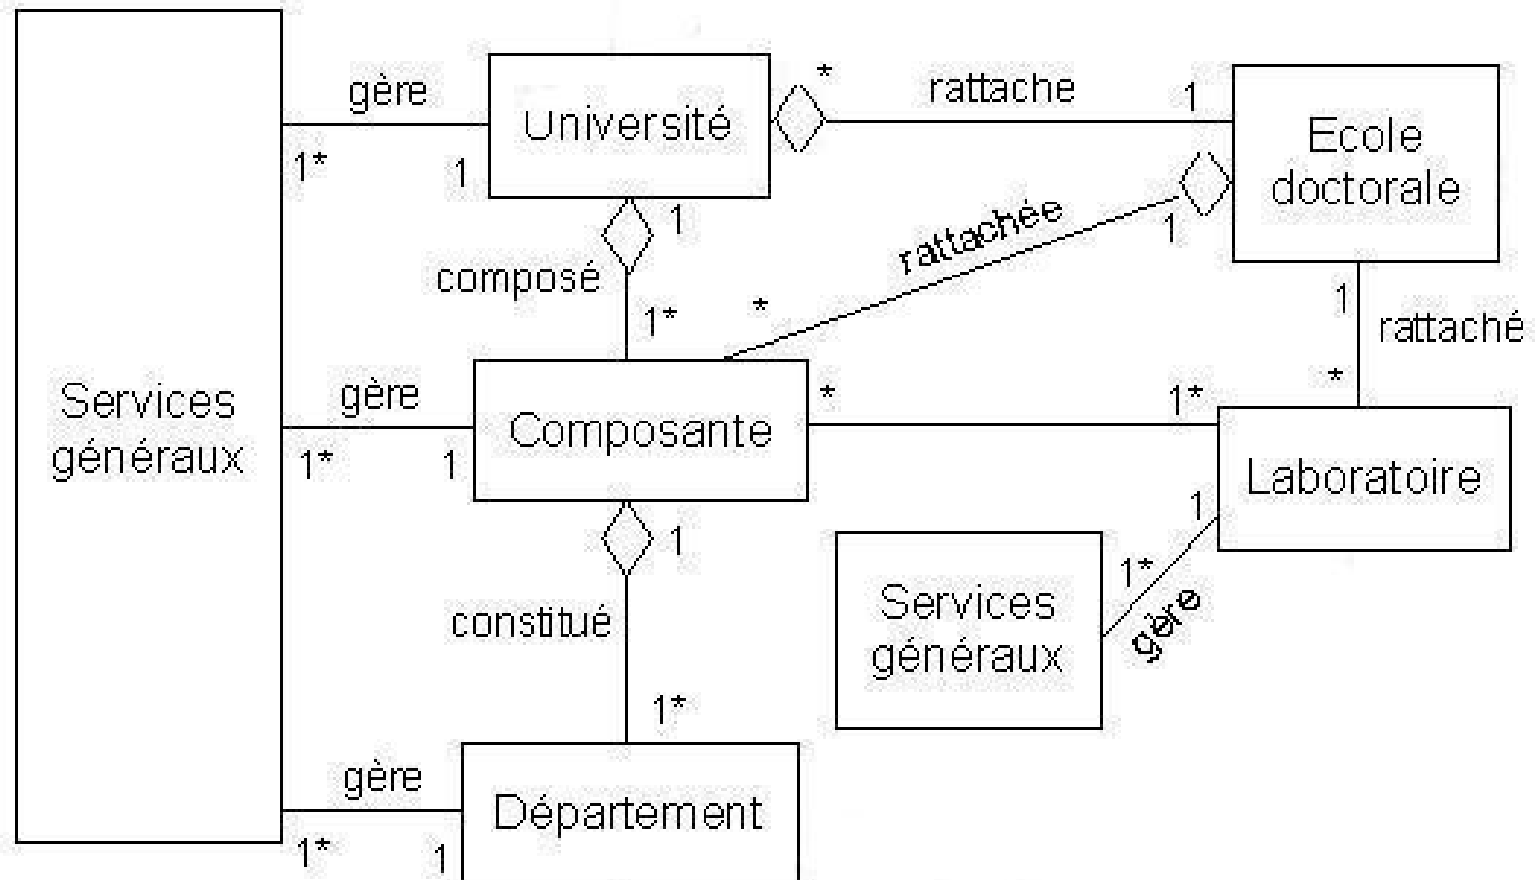 gère
*
rattache
1
Université
Ecole
doctorale
1*
1
1
1
rattachée
composé
1*
*
1
rattaché
*
Services
généraux
gère
1*
1
Composante
*
1*
Laboratoire
1
1
Services
généraux
1*
gère
constitué
1*
gère
1*
1
Département